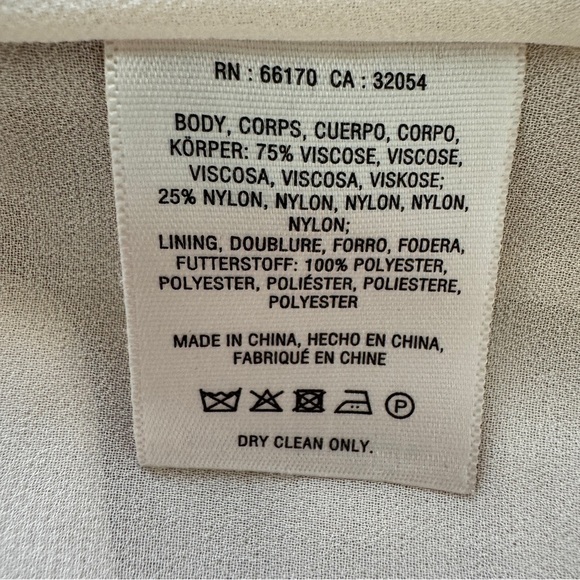 RN : 66170 CA : 32054
BODY, CORPS, CUERPO, CORPO,
KÖRPER: 75% VISCOSE, VISCOSE,
VISCOSA, VISCOSA, VISKOSE;
25% NYLON, NYLON, NYLON, NYLON,
NYLON;
LINING, DOUBLURE, FORRO, FODERA,
FUTTERSTOFF: 100% POLYESTER,
POLYESTER, POLIÉSTER, POLIESTERE,
POLYESTER
MADE IN CHINA, HECHO EN CHINA,
FABRIQUÉ EN CHINE
P
DRY CLEAN ONLY.